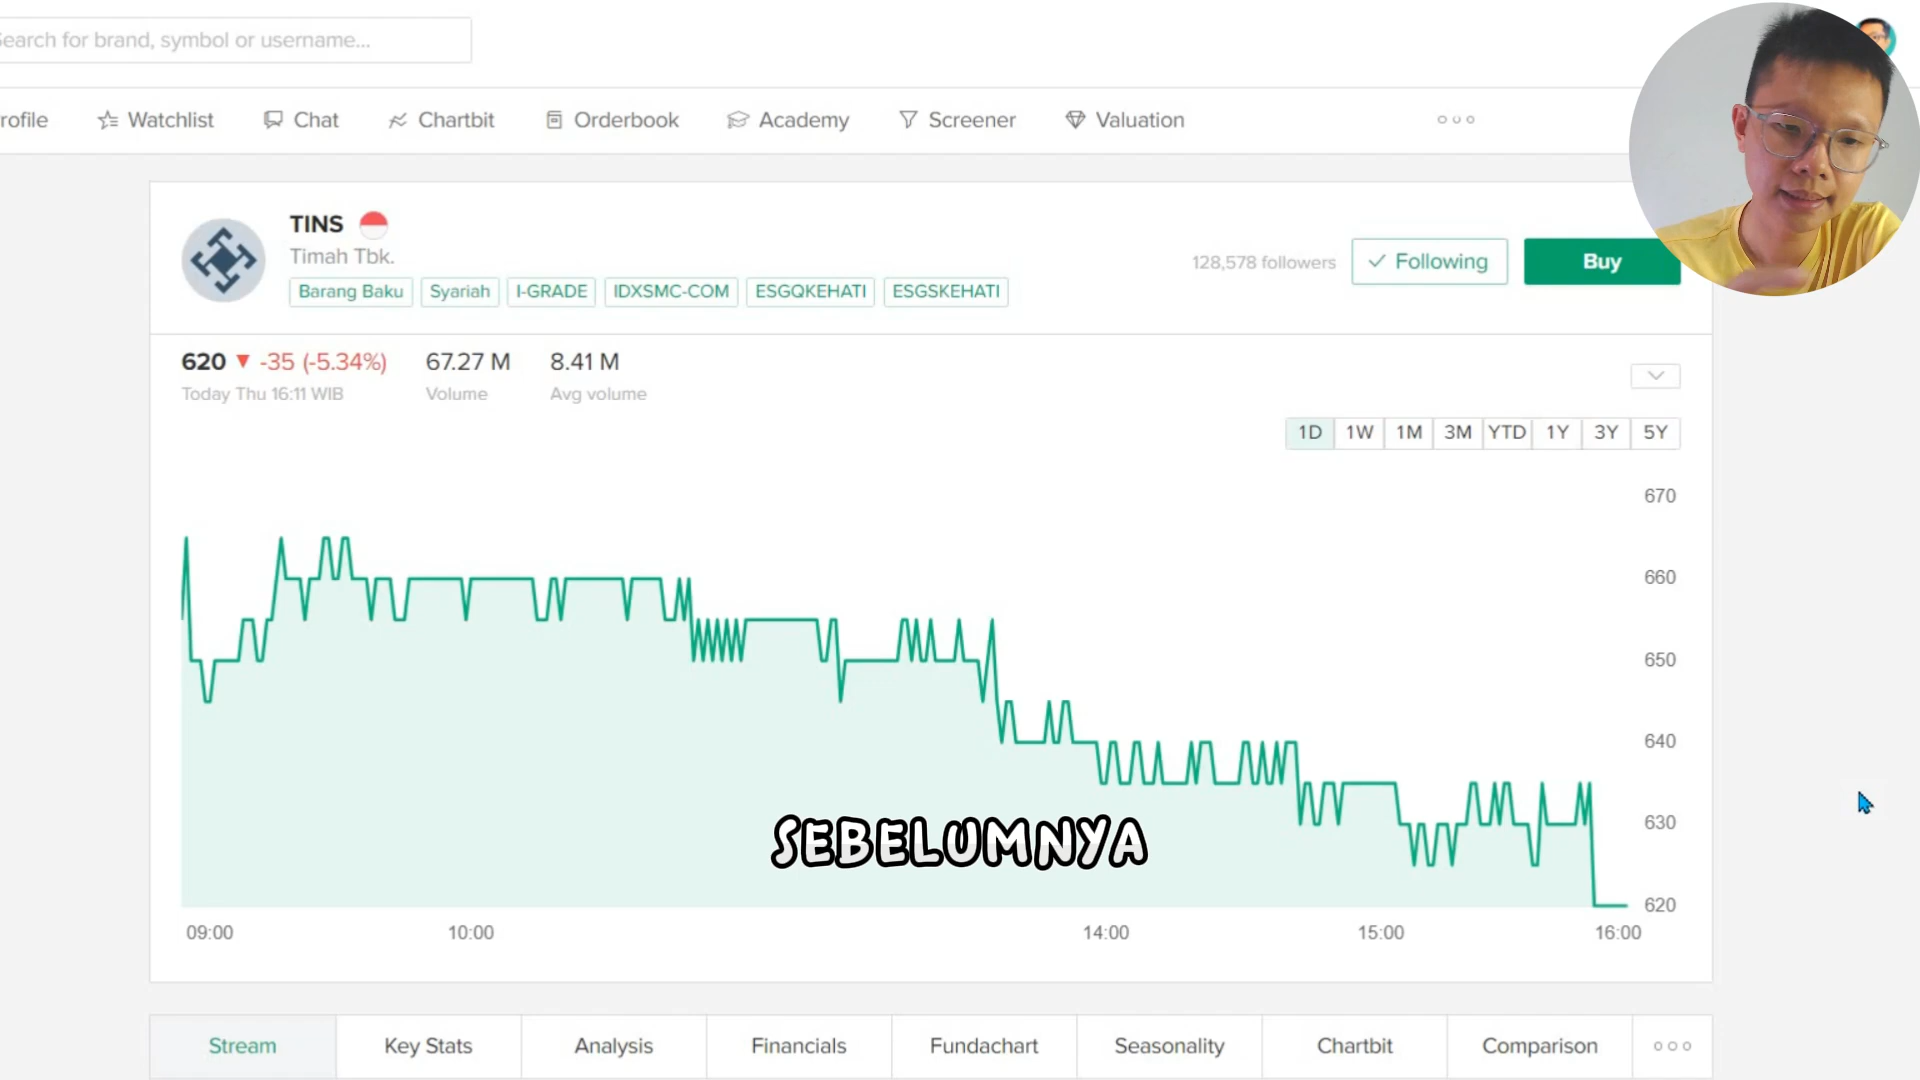 Search for brand, symbol or username...
rofile Watchlist Chat Chartbit Orderbook Academy Screener Valuation
TINS
Timah Tbk.
Barang Baku Syariah I-GRADE IDXSMC-COM ESGQKEHATI ESGSKEHATI
128,578 followers Following Buy
620 ▼ -35 (-5.34%) 67.27 M 8.41 M
Today Thu 16:11 WIB Volume Avg volume
1D 1W 1M 3M YTD 1Y 3Y 5Y
670
660
650
640
630
620
SEBELUMNYA
09:00 10:00 14:00 15:00 16:00
Stream Key Stats Analysis Financials Fundachart Seasonality Chartbit Comparison